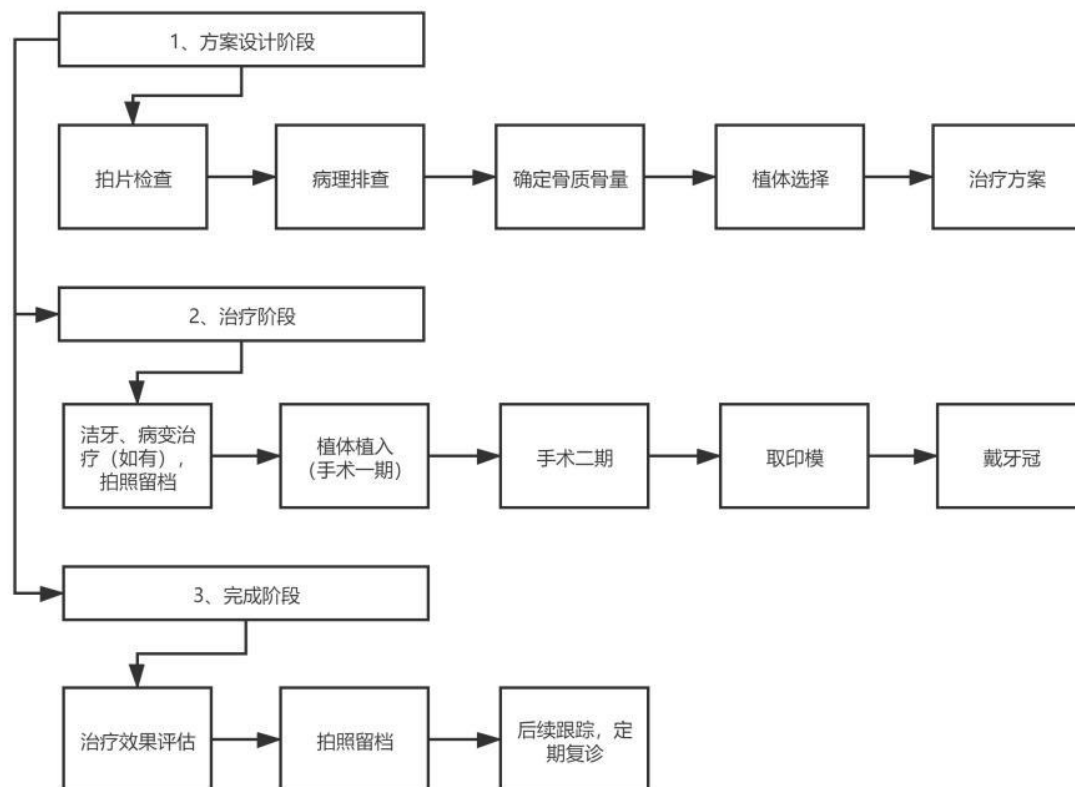 1、方案设计阶段
拍片检查
病理排查
确定骨质骨量
植体选择
治疗方案
2、治疗阶段
洁牙、病变治
疗（如有），
拍照留档
植体植入
（手术一期）
手术二期
取印模
戴牙冠
3、完成阶段
治疗效果评估
拍照留档
后续跟踪，定
期复诊